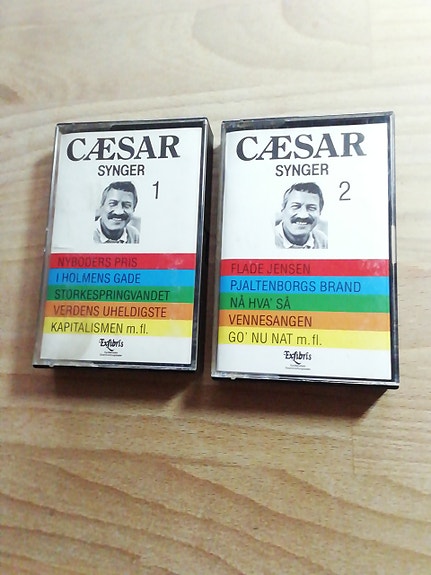 CÆSAR
SYNGER
1
NYBODERS PRIS
I HOLMENS GADE
STORKESPRINGVANDET
VERDENS UHELDIGSTE
KAPITALISMEN m.fl.
Exlibris
CÆSAR
SYNGER
2
FLADE JENSEN
PJALTENBORGS BRAND
NÅ HVA' SÅ
VENNESANGEN
GO' NU NAT m.fl.
Exlibris